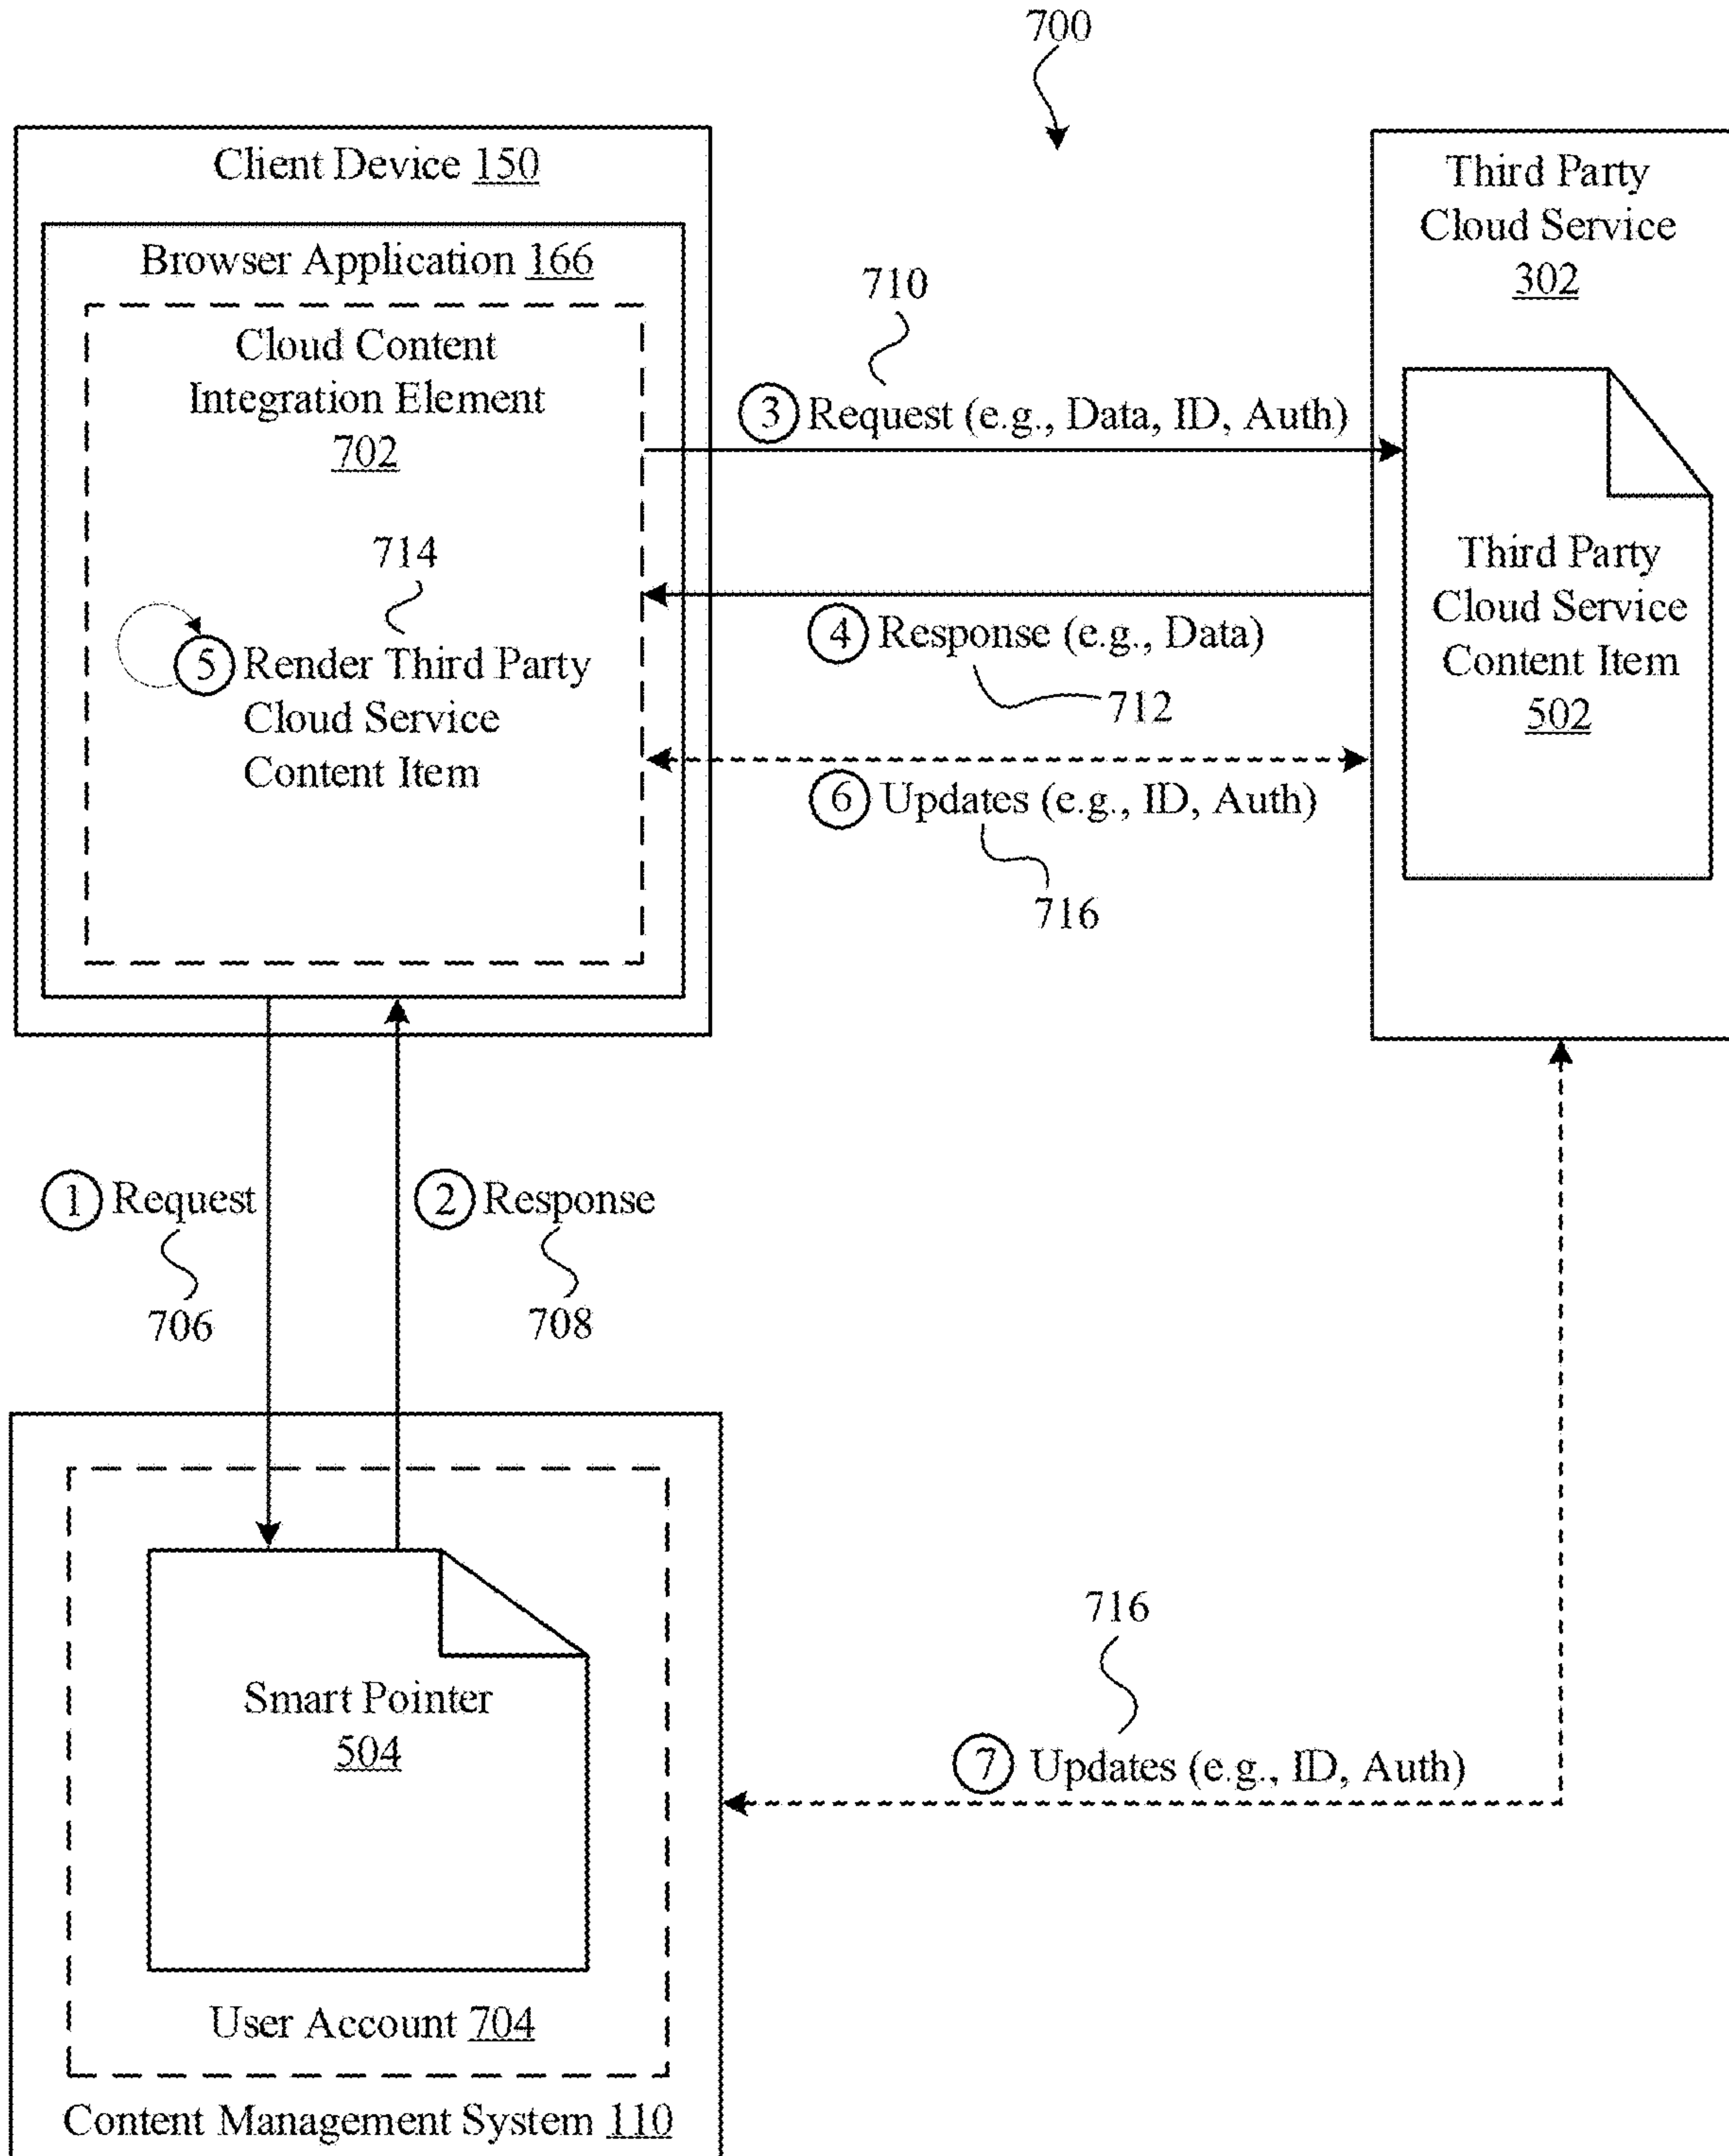 700
Client Device 150
Browser Application 166
Cloud Content
Integration Element
702
714
⑤ Render Third Party
Cloud Service
Content Item
710
③ Request (e.g., Data, ID, Auth)
④ Response (e.g., Data)
712
⑥ Updates (e.g., ID, Auth)
716
Third Party
Cloud Service
302
Third Party
Cloud Service
Content Item
502
① Request
706
② Response
708
Smart Pointer
504
User Account 704
Content Management System 110
716
⑦ Updates (e.g., ID, Auth)